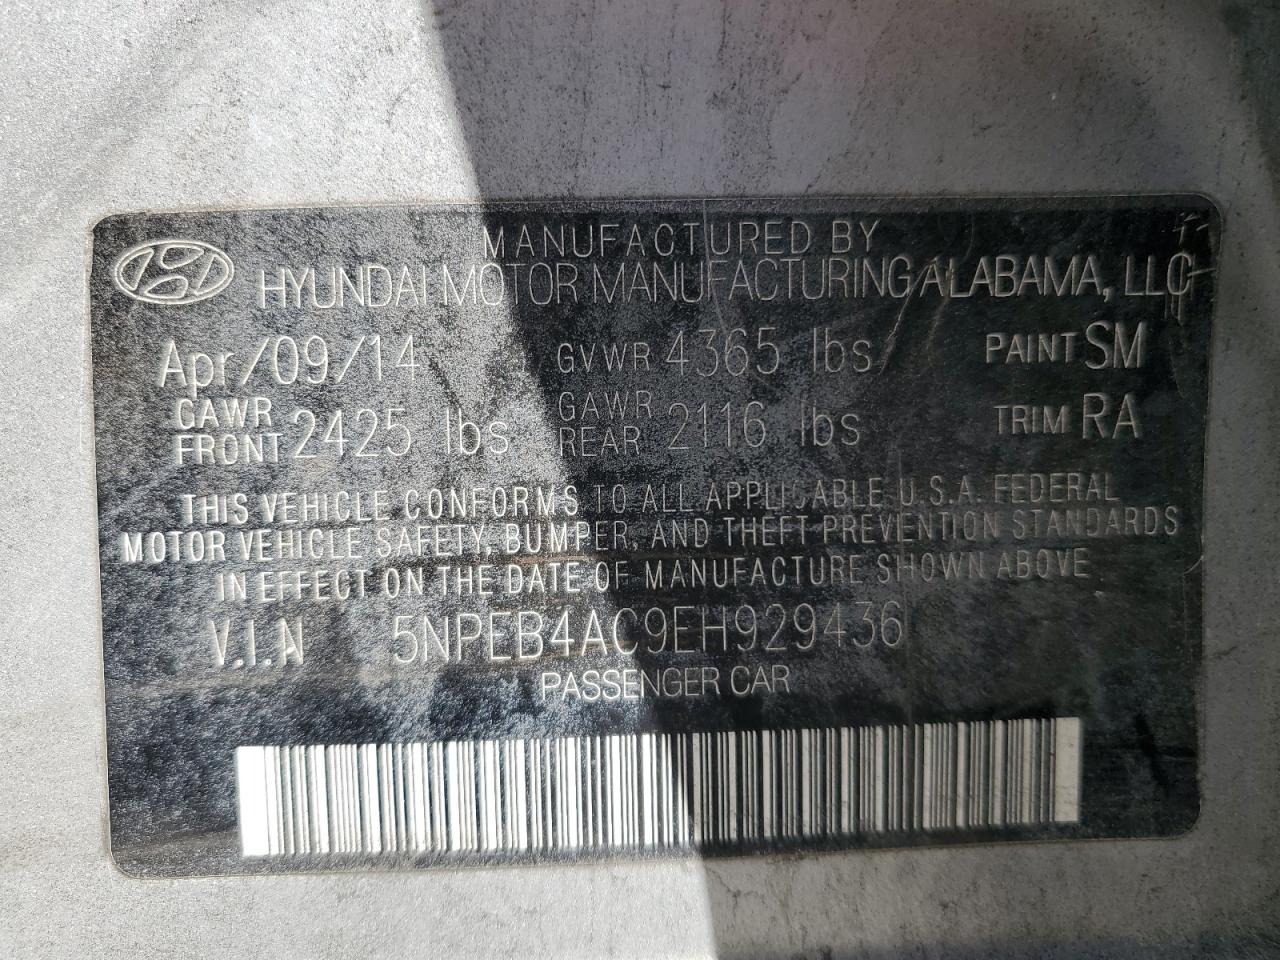 MANUFACTURED BY
HYUNDAI MOTOR MANUFACTURING ALABAMA, LLC
Apr/09/14 GVWR 4365 lbs PAINT SM
GAWR FRONT 2425 lbs GAWR REAR 2116 lbs TRIM RA
THIS VEHICLE CONFORMS TO ALL APPLICABLE U.S.A. FEDERAL
MOTOR VEHICLE SAFETY, BUMPER, AND THEFT PREVENTION STANDARDS
IN EFFECT ON THE DATE OF MANUFACTURE SHOWN ABOVE
V.I.N 5NPEB4AC9EH929436
PASSENGER CAR